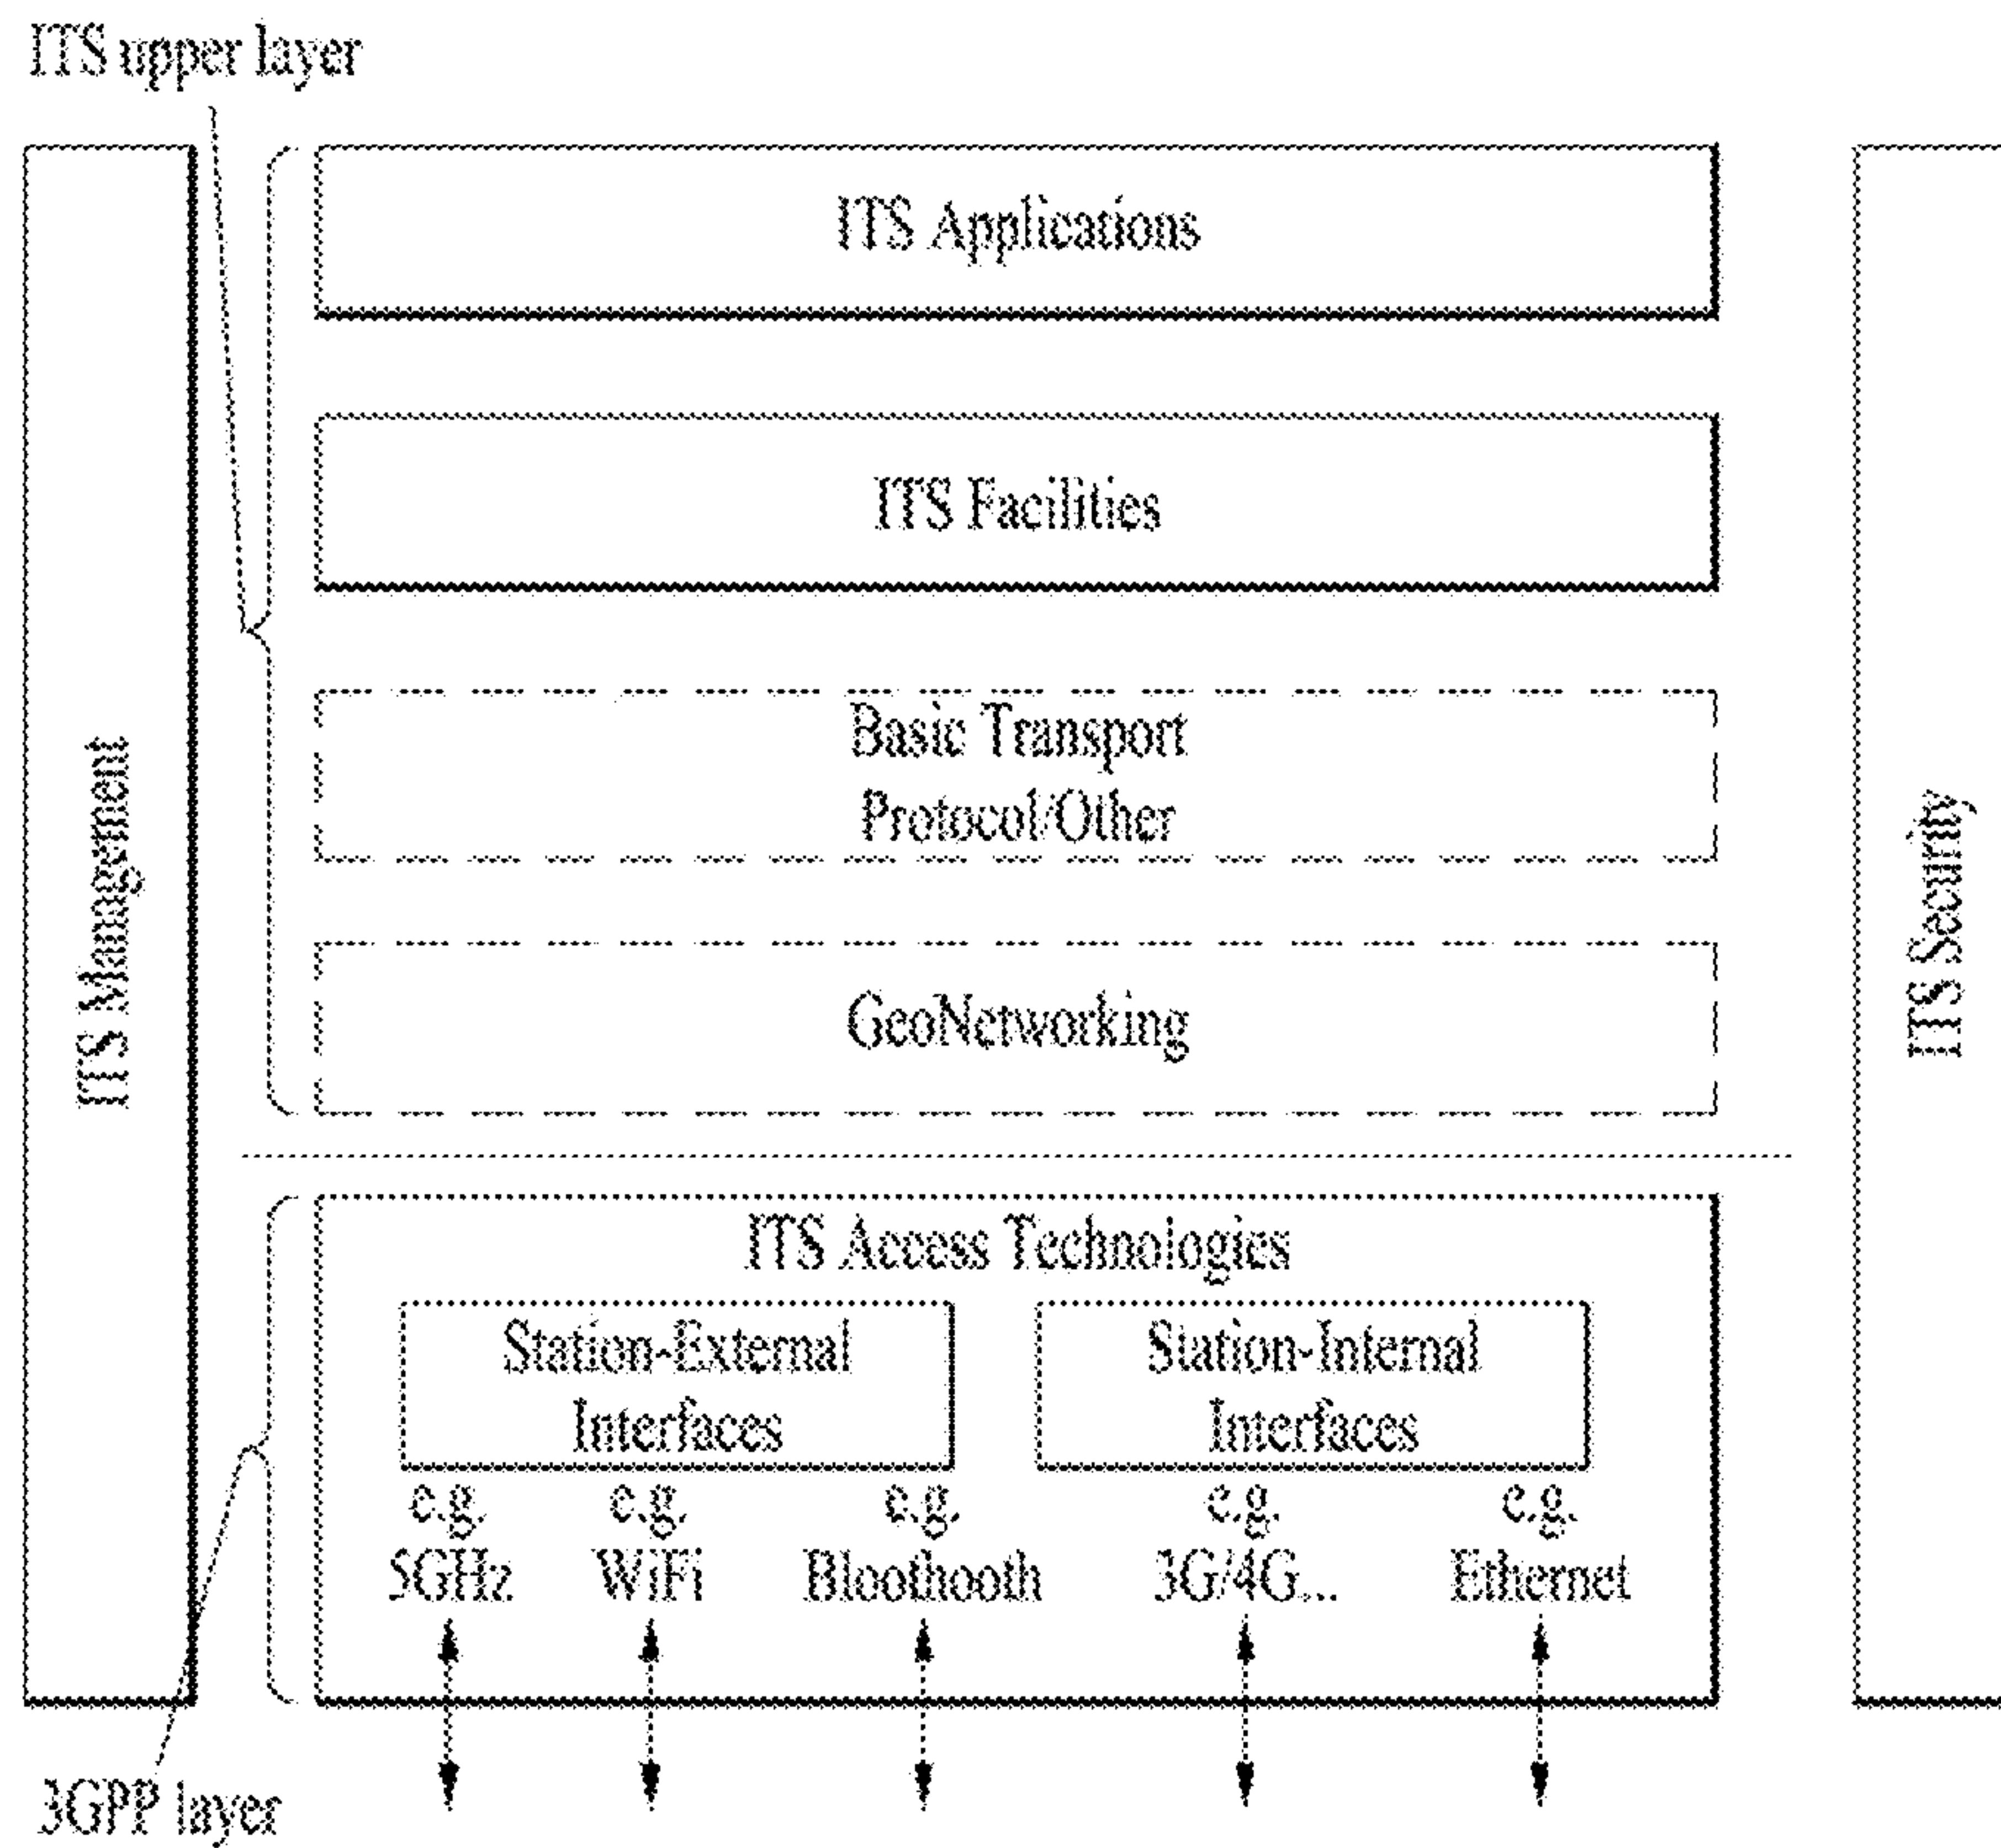 ITS upper layer
ITS Applications
ITS Facilities
Basic Transport
Protocol/Other
GeoNetworking
ITS Management
ITS Security
ITS Access Technologies
Station-External
Interfaces
Station-Internal
Interfaces
e.g. e.g. e.g. e.g. e.g.
5GHz WiFi Bloothooth 3G/4G... Ethernet
3GPP layer